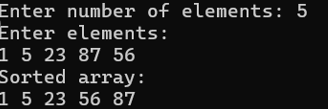 Enter number of elements: 5
Enter elements:
1 5 23 87 56
Sorted array:
1 5 23 56 87